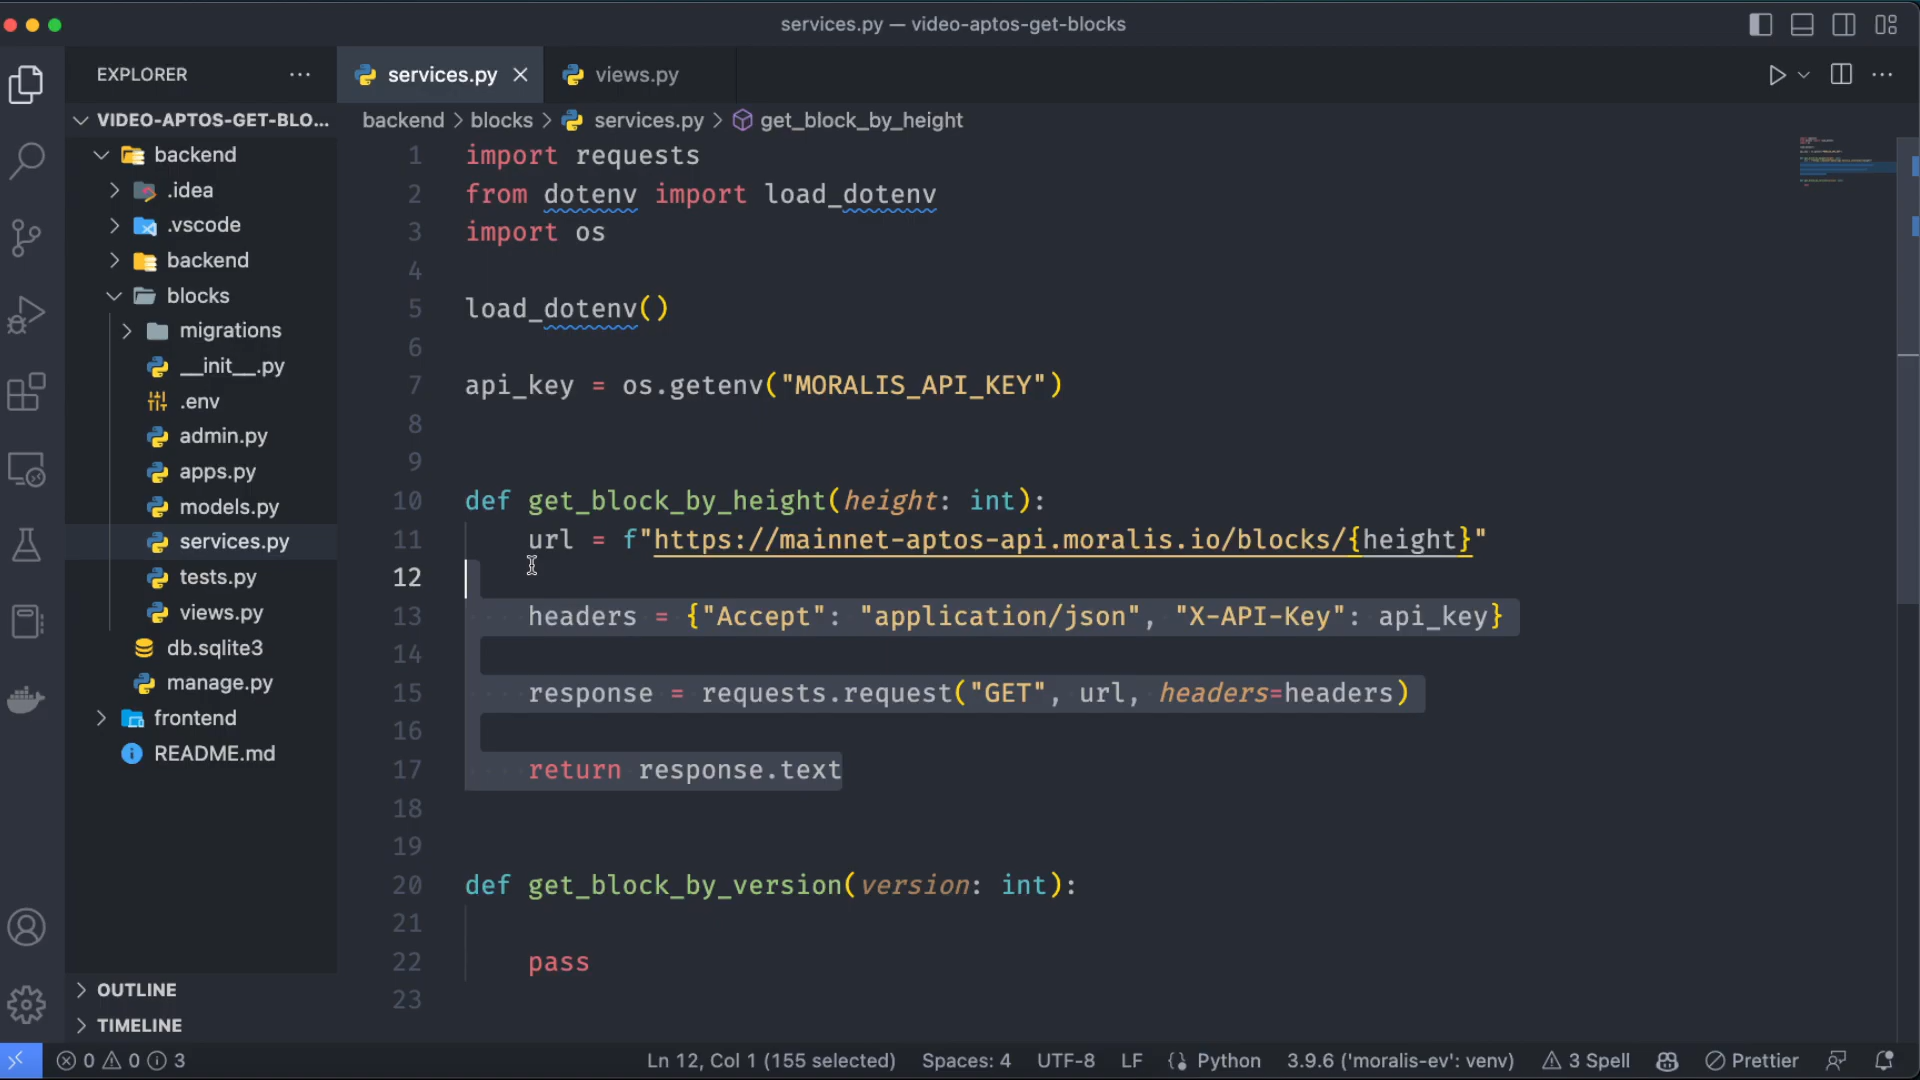 services.py — video-aptos-get-blocks
EXPLORER
services.py
views.py
VIDEO-APTOS-GET-BLO...
backend > blocks > services.py > get_block_by_height
backend
.idea
.vscode
backend
blocks
migrations
__init__.py
.env
admin.py
apps.py
models.py
services.py
tests.py
views.py
db.sqlite3
manage.py
frontend
README.md
OUTLINE
TIMELINE
1 import requests
2 from dotenv import load_dotenv
3 import os
4
5 load_dotenv()
6
7 api_key = os.getenv("MORALIS_API_KEY")
8
9
10 def get_block_by_height(height: int):
11 url = f"https://mainnet-aptos-api.moralis.io/blocks/{height}"
12
13 headers = {"Accept": "application/json", "X-API-Key": api_key}
14
15 response = requests.request("GET", url, headers=headers)
16
17 return response.text
18
19
20 def get_block_by_version(version: int):
21
22 pass
23
0 0 3 Ln 12, Col 1 (155 selected) Spaces: 4 UTF-8 LF Python 3.9.6 ('moralis-ev': venv) 3 Spell Prettier